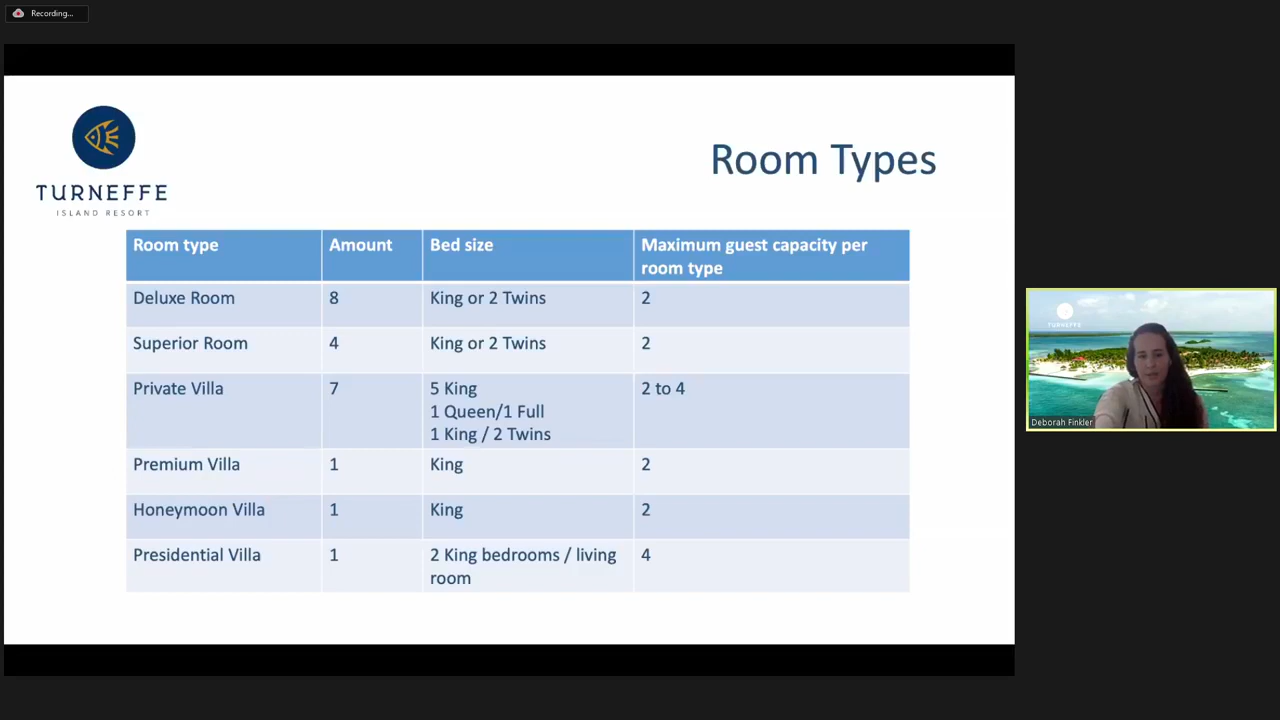 Recording...
TURNEFFE
ISLAND RESORT
Room Types
Room type Amount Bed size Maximum guest capacity per room type
Deluxe Room 8 King or 2 Twins 2
Superior Room 4 King or 2 Twins 2
Private Villa 7 5 King 2 to 4
1 Queen/1 Full
1 King / 2 Twins
Premium Villa 1 King 2
Honeymoon Villa 1 King 2
Presidential Villa 1 2 King bedrooms / living room 4
TURNEFFE
Deborah Finkler